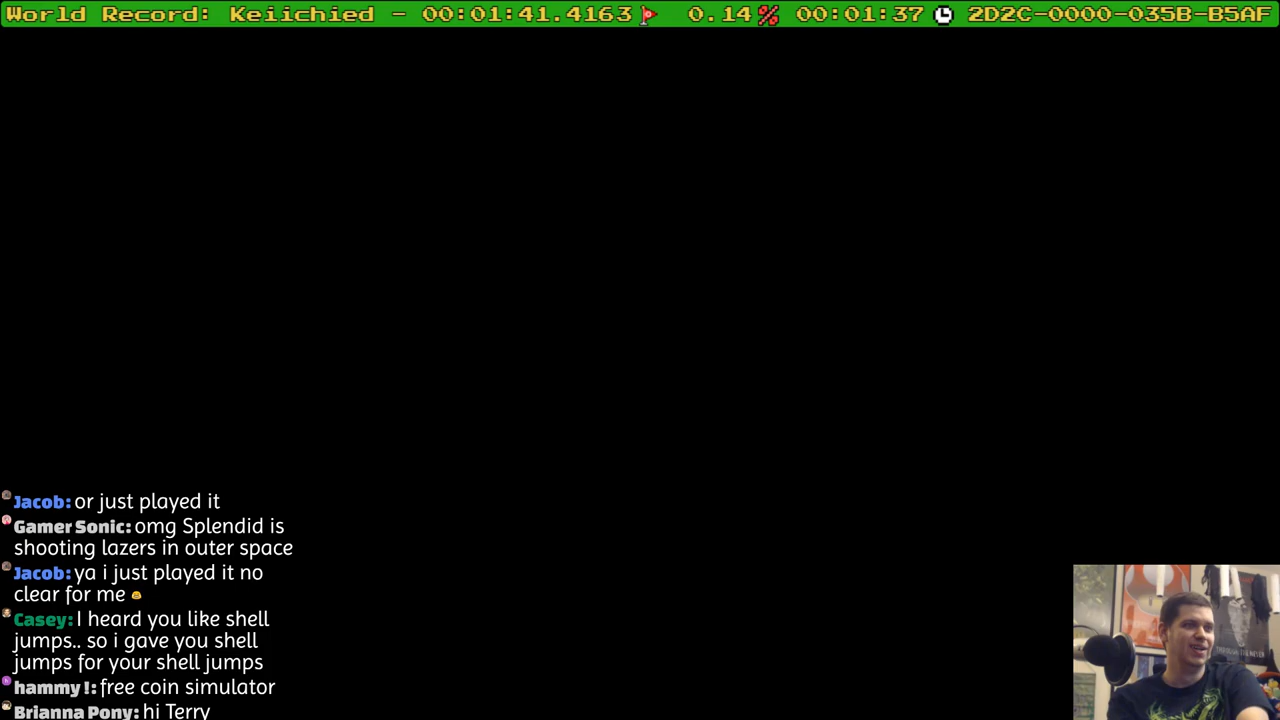 World Record: Keiichied - 00:01:41.4163 0.14% 00:01:37 2D2C-0000-035B-B5AF
Jacob: or just played it
Gamer Sonic: omg Splendid is
shooting lazers in outer space
Jacob: ya i just played it no
clear for me
Casey: I heard you like shell
jumps.. so i gave you shell
jumps for your shell jumps
hammy!: free coin simulator
Brianna Pony: hi Terry